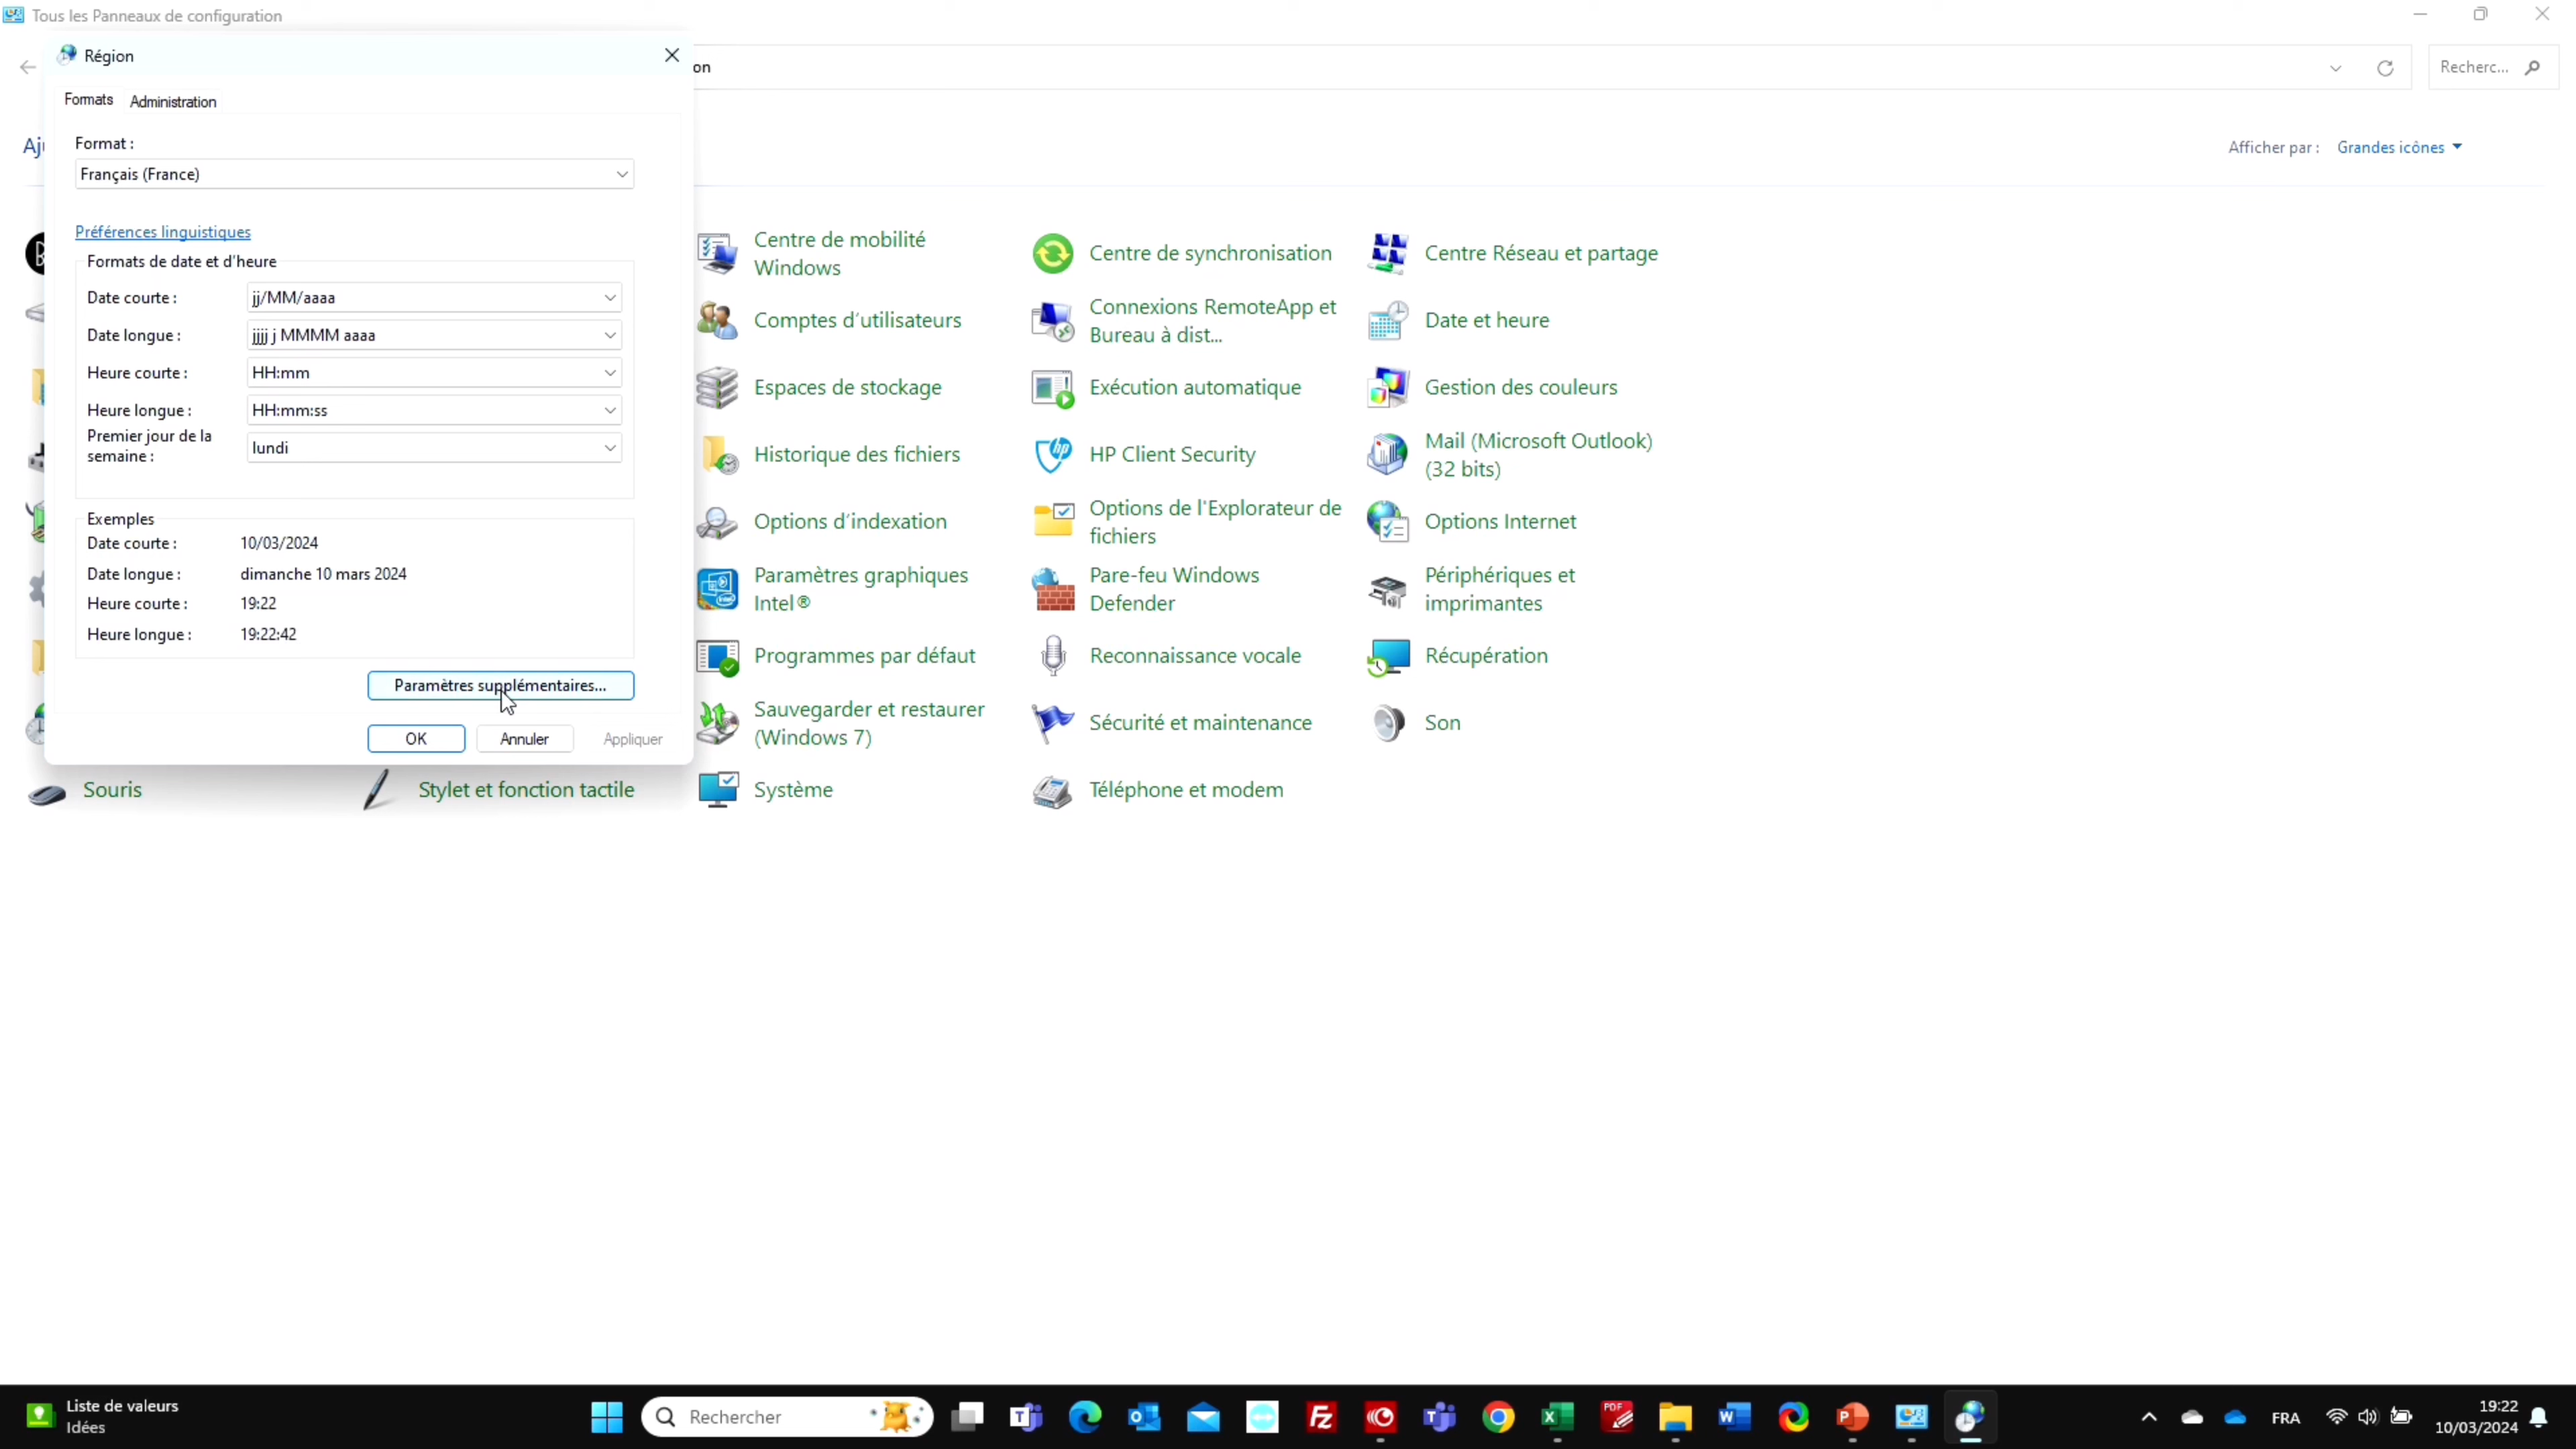 Tous les Panneaux de configuration
Région
on
Recherc...
Formats
Administration
Format :
Français (France)
Préférences linguistiques
Formats de date et d'heure
Date courte :
jj/MM/aaaa
Date longue :
jjjj j MMMM aaaa
Heure courte :
HH:mm
Heure longue :
HH:mm:ss
Premier jour de la
semaine :
lundi
Exemples
Date courte :
10/03/2024
Date longue :
dimanche 10 mars 2024
Heure courte :
19:22
Heure longue :
19:22:42
Paramètres supplémentaires...
OK
Annuler
Appliquer
Aju
Afficher par :
Grandes icônes
Centre de mobilité
Windows
Centre de synchronisation
Centre Réseau et partage
Comptes d'utilisateurs
Connexions RemoteApp et
Bureau à dist...
Date et heure
Espaces de stockage
Exécution automatique
Gestion des couleurs
Historique des fichiers
HP Client Security
Mail (Microsoft Outlook)
(32 bits)
Options d'indexation
Options de l'Explorateur de
fichiers
Options Internet
Paramètres graphiques
Intel®
Pare-feu Windows
Defender
Périphériques et
imprimantes
Programmes par défaut
Reconnaissance vocale
Récupération
Sauvegarder et restaurer
(Windows 7)
Sécurité et maintenance
Son
Souris
Stylet et fonction tactile
Système
Téléphone et modem
Liste de valeurs
Idées
Rechercher
PDF
FRA
19:22
10/03/2024